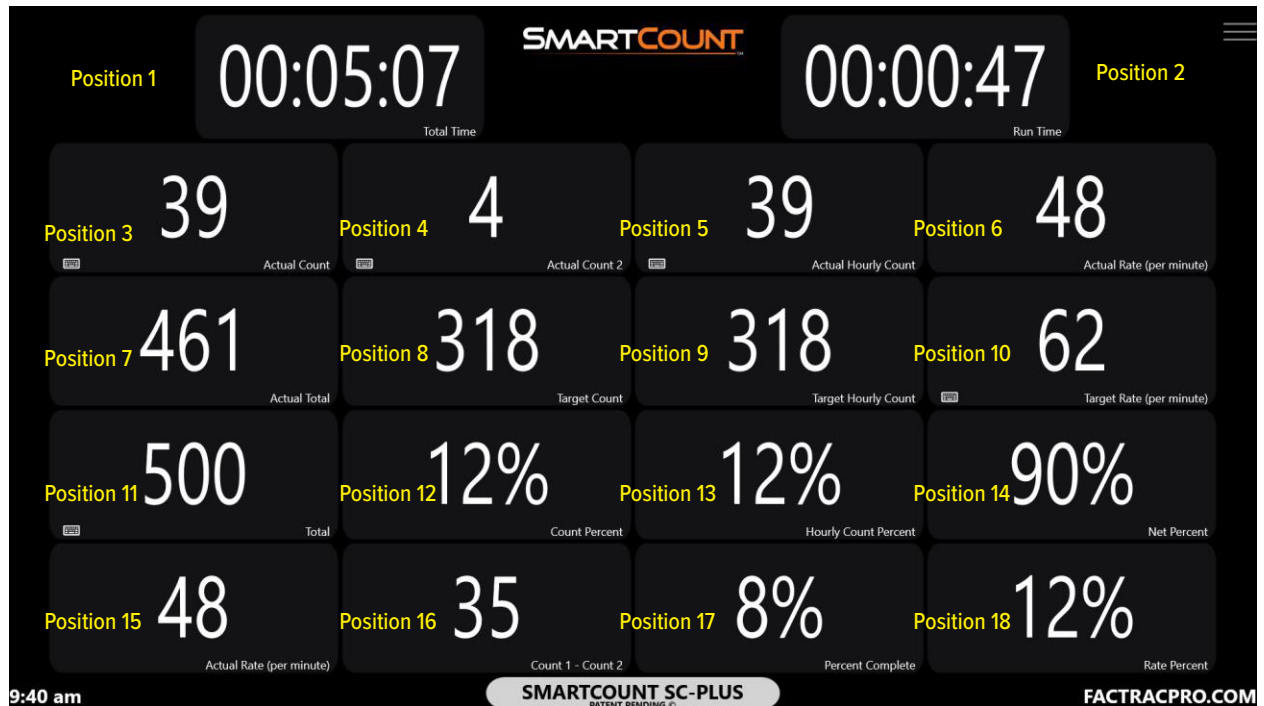 SMARTCOUNT™
Position 1
00:05:07
Total Time
00:00:47
Run Time
Position 2
Position 3
39
Actual Count
Position 4
4
Actual Count 2
Position 5
39
Actual Hourly Count
Position 6
48
Actual Rate (per minute)
Position 7
461
Actual Total
Position 8
318
Target Count
Position 9
318
Target Hourly Count
Position 10
62
Target Rate (per minute)
Position 11
500
Total
Position 12
12%
Count Percent
Position 13
12%
Hourly Count Percent
Position 14
90%
Net Percent
Position 15
48
Actual Rate (per minute)
Position 16
35
Count 1 - Count 2
Position 17
8%
Percent Complete
Position 18
12%
Rate Percent
9:40 am
SMARTCOUNT SC-PLUS
PATENT PENDING ©
FACTRACPRO.COM